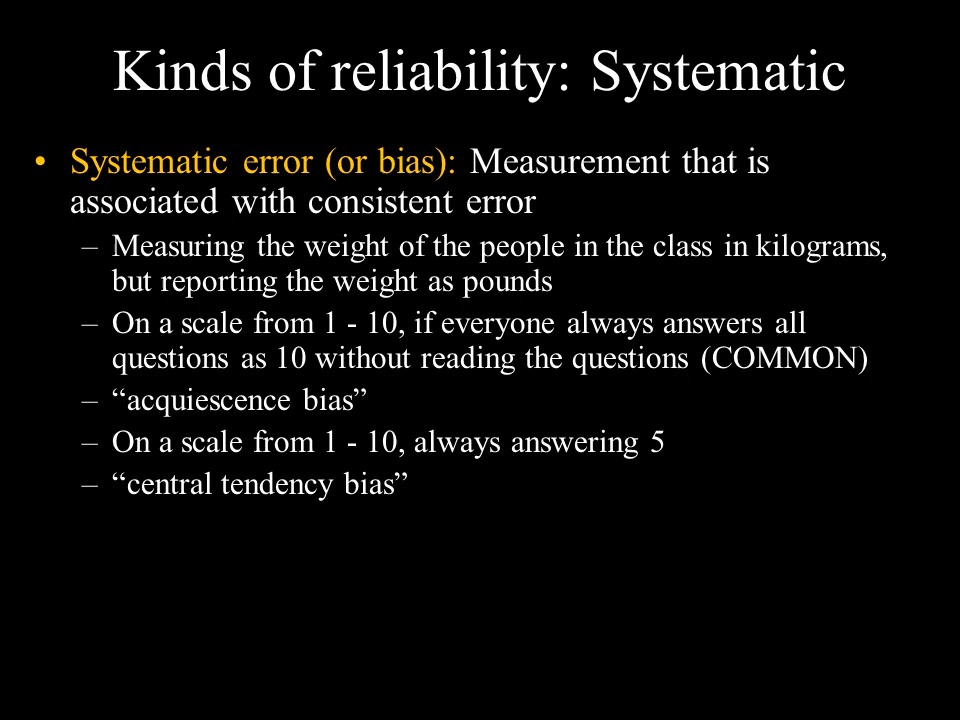 Kinds of reliability: Systematic
• Systematic error (or bias): Measurement that is
associated with consistent error
–Measuring the weight of the people in the class in kilograms,
but reporting the weight as pounds
–On a scale from 1 - 10, if everyone always answers all
questions as 10 without reading the questions (COMMON)
–“acquiescence bias”
–On a scale from 1 - 10, always answering 5
–“central tendency bias”